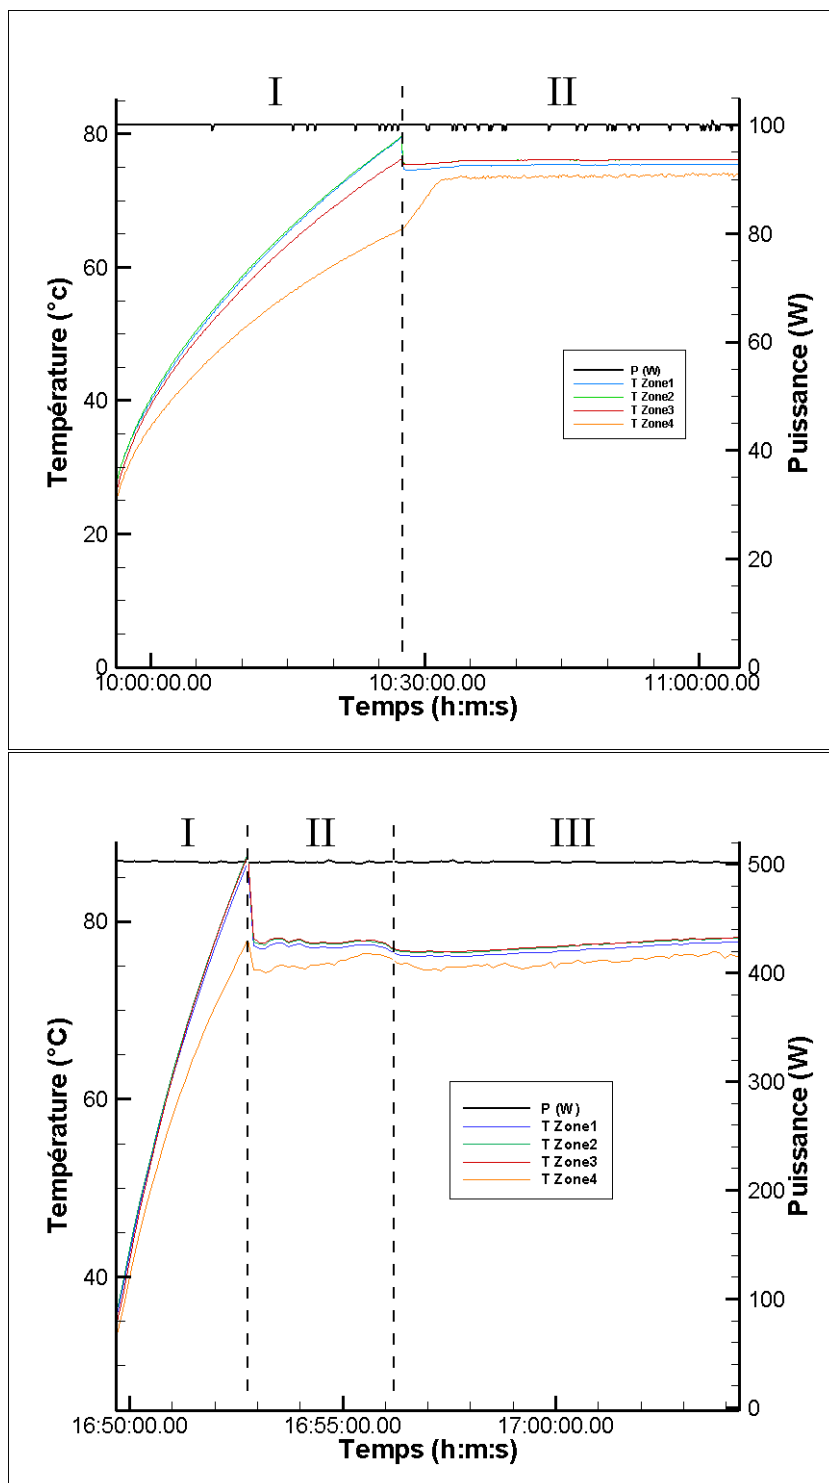 I II
80
60
40
20
0
100
80
60
40
20
0
Température (°c)
Puissance (W)
P (W)
T Zone1
T Zone2
T Zone3
T Zone4
10:00:00.00 10:30:00.00 11:00:00.00
Temps (h:m:s)
I II III
80
60
40
500
400
300
200
100
0
Température (°C)
Puissance (W)
P (W)
T Zone1
T Zone2
T Zone3
T Zone4
16:50:00.00 16:55:00.00 17:00:00.00
Temps (h:m:s)